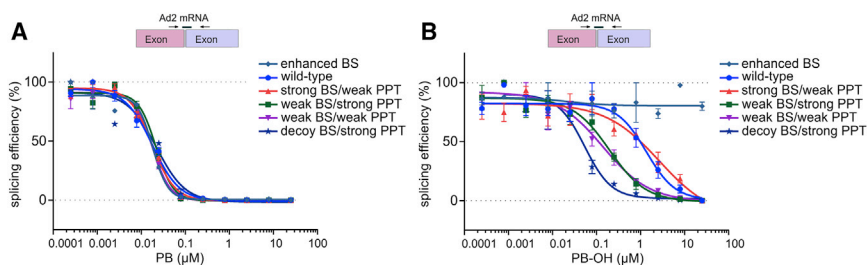 A
Ad2 mRNA
Exon
Exon
splicing efficiency (%)
100
50
0
0.0001
0.001
0.01
0.1
1
10
100
PB (µM)
enhanced BS
wild-type
strong BS/weak PPT
weak BS/strong PPT
weak BS/weak PPT
decoy BS/strong PPT
B
Ad2 mRNA
Exon
Exon
splicing efficiency (%)
100
50
0
0.0001
0.001
0.01
0.1
1
10
100
PB-OH (µM)
enhanced BS
wild-type
strong BS/weak PPT
weak BS/strong PPT
weak BS/weak PPT
decoy BS/strong PPT